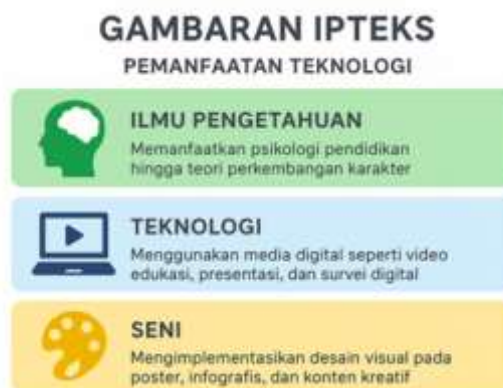 GAMBARAN IPTEKS
PEMANFAATAN TEKNOLOGI
ILMU PENGETAHUAN
Memanfaatkan psikologi pendidikan
hingga teori perkembangan karakter
TEKNOLOGI
Menggunakan media digital seperti video
edukasi, presentasi, dan survei digital
SENI
Mengimplementasikan desain visual pada
poster, infografis, dan konten kreatif